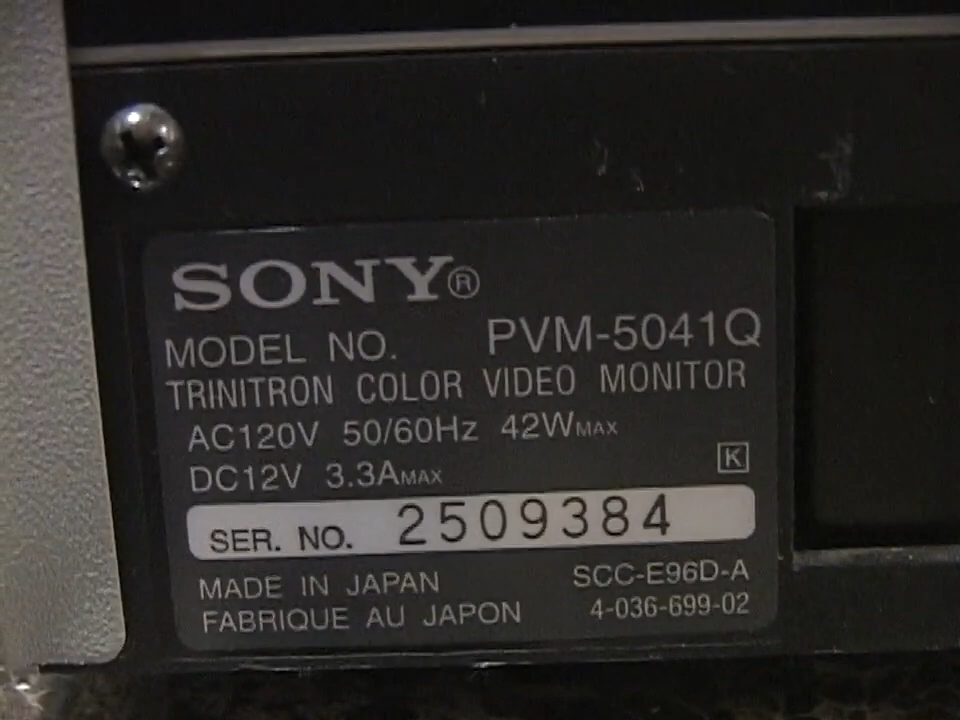 SONY®
MODEL NO. PVM-5041Q
TRINITRON COLOR VIDEO MONITOR
AC120V 50/60Hz 42WMAX
DC12V 3.3AMAX
K
SER. NO. 2509384
MADE IN JAPAN SCC-E96D-A
FABRIQUE AU JAPON 4-036-699-02